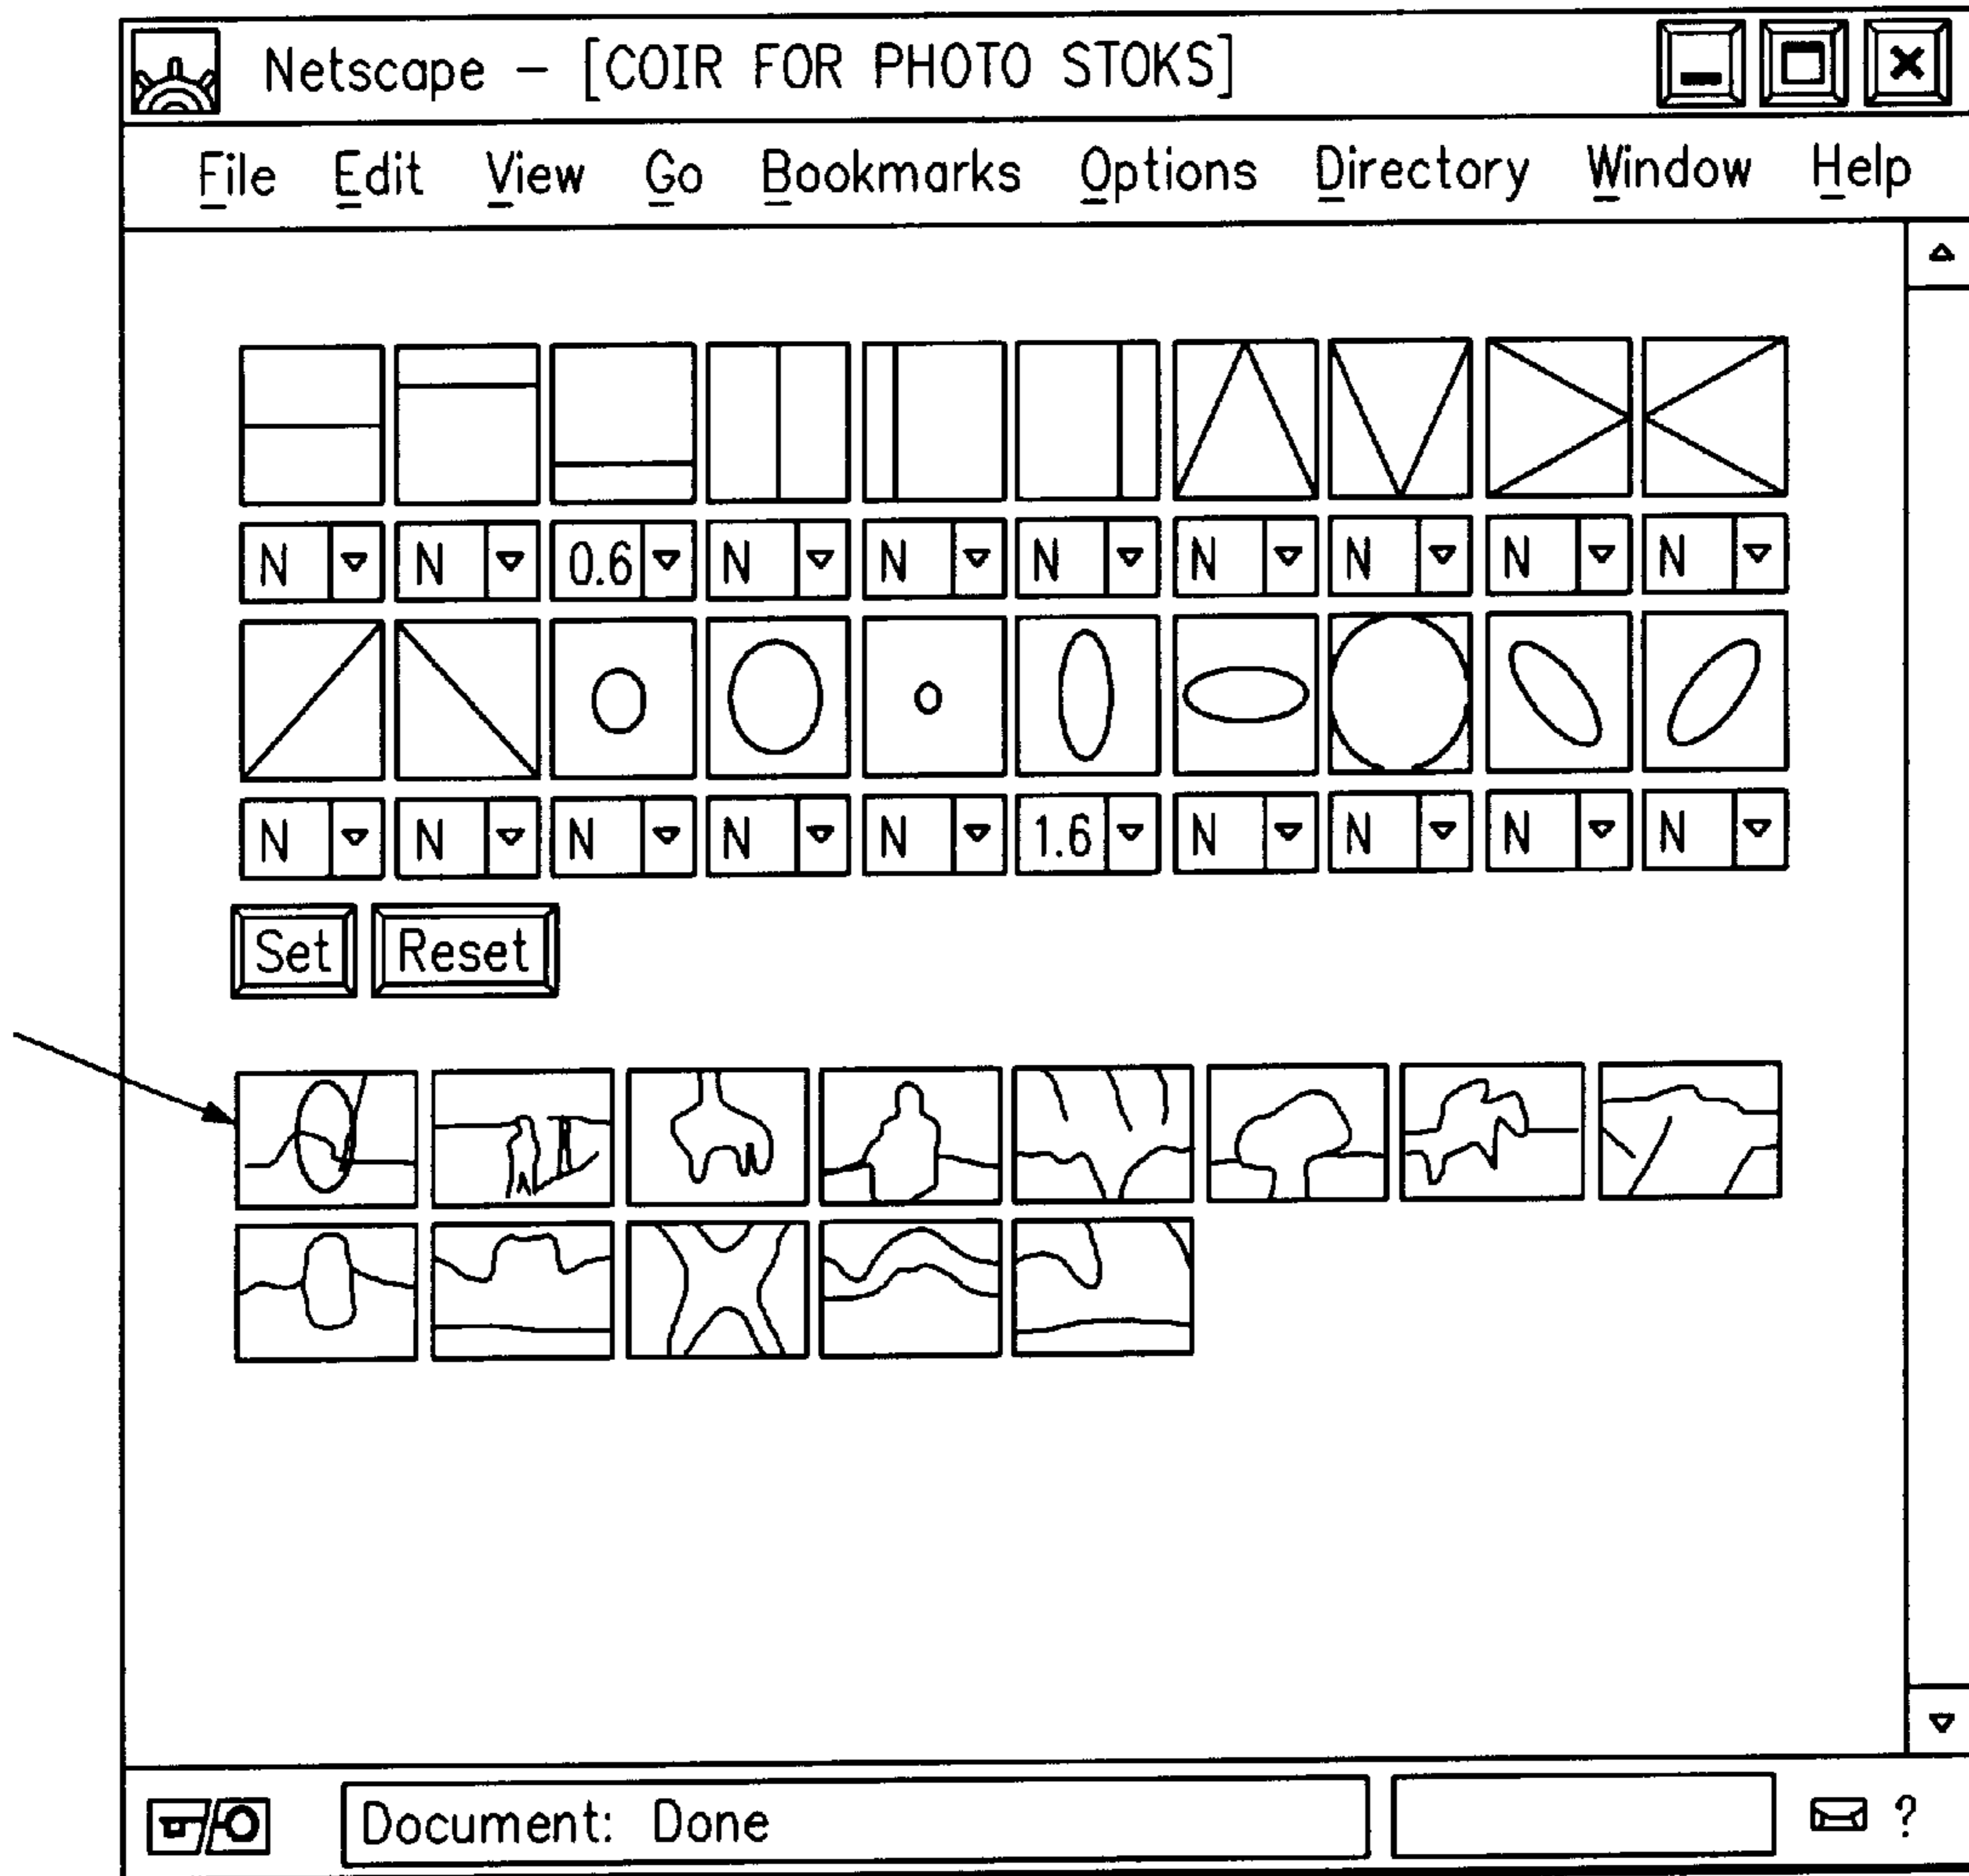 Netscape – [COIR FOR PHOTO STOKS]
File Edit View Go Bookmarks Options Directory Window Help
N N 0.6 N N N N N N N
N N N N N 1.6 N N N N
Set Reset
Document: Done ?